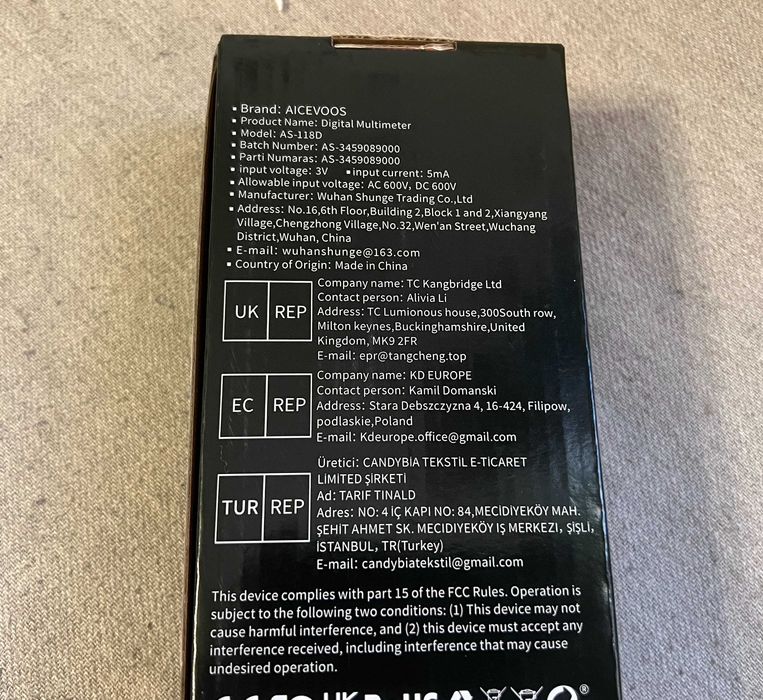 ▪ Brand: AICEVOOS
▪ Product Name: Digital Multimeter
▪ Model: AS-118D
▪ Batch Number: AS-3459089000
▪ Parti Numaras: AS-3459089000
▪ input voltage: 3V ▪ input current: 5mA
▪ Allowable input voltage: AC 600V, DC 600V
▪ Manufacturer: Wuhan Shunge Trading Co.,Ltd
▪ Address: No.16,6th Floor,Building 2,Block 1 and 2,Xiangyang
Village,Chengzhong Village,No.32,Wen'an Street,Wuchang
District,Wuhan, China
▪ E-mail: wuhanshunge@163.com
▪ Country of Origin: Made in China
UK REP
Company name: TC Kangbridge Ltd
Contact person: Alivia Li
Address: TC Lumionous house,300South row,
Milton keynes,Buckinghamshire,United
Kingdom, MK9 2FR
E-mail: epr@tangcheng.top
EC REP
Company name: KD EUROPE
Contact person: Kamil Domanski
Address: Stara Debszczyzna 4, 16-424, Filipow,
podlaskie,Poland
E-mail: Kdeurope.office@gmail.com
TUR REP
Üretici: CANDYBİA TEKSTİL E-TİCARET
LİMİTED ŞİRKETİ
Ad: TARIF TINALD
Adres: NO: 4 İÇ KAPI NO: 84,MECİDİYEKÖY MAH.
ŞEHİT AHMET SK. MECIDIYEKÖY IŞ MERKEZI, ŞİŞLİ,
İSTANBUL, TR(Turkey)
E-mail: candybiatekstil@gmail.com
This device complies with part 15 of the FCC Rules. Operation is
subject to the following two conditions: (1) This device may not
cause harmful interference, and (2) this device must accept any
interference received, including interference that may cause
undesired operation.